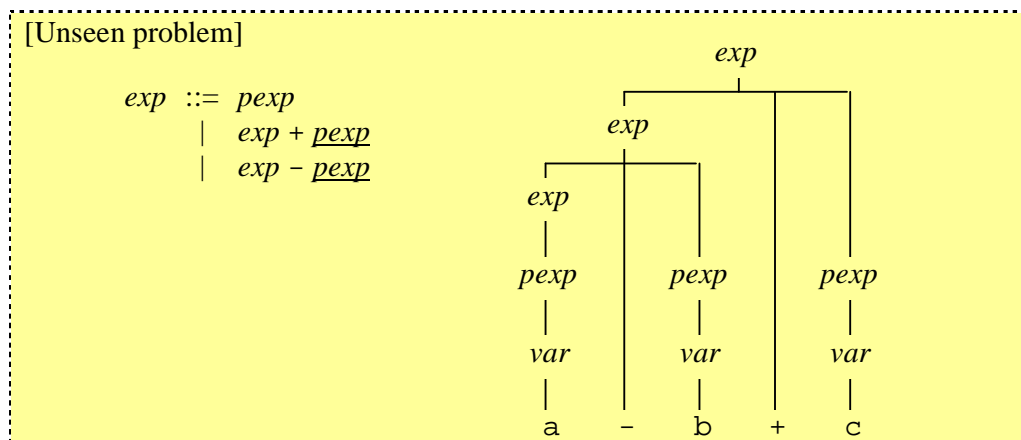 [Unseen problem]
exp ::= pexp
| exp + pexp
| exp - pexp
exp
exp
exp
pexp pexp pexp
var var var
a - b + c